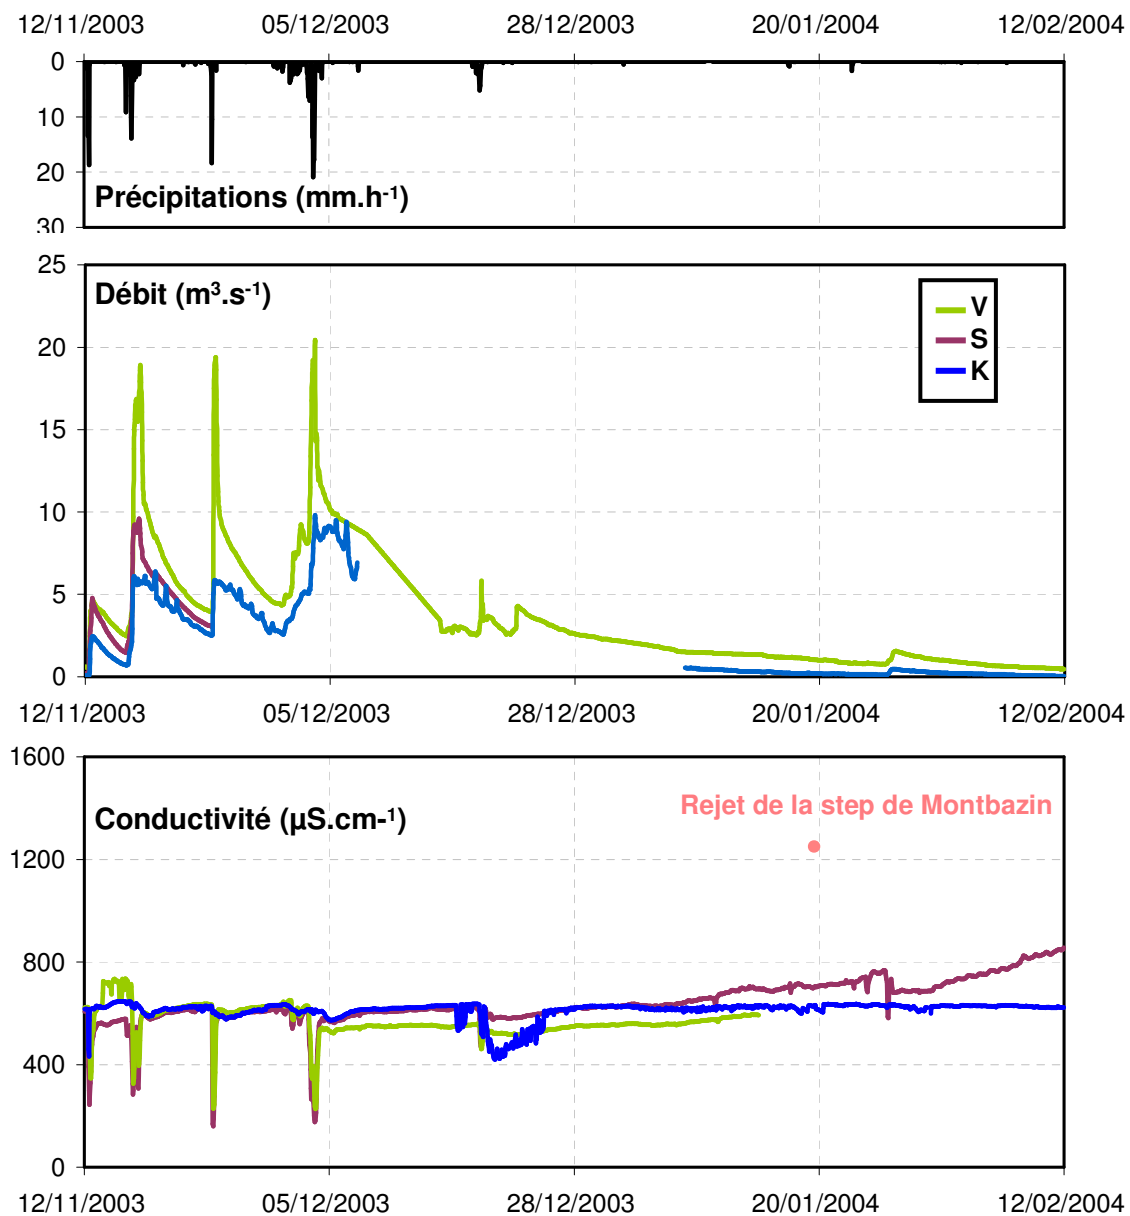 12/11/2003 05/12/2003 28/12/2003 20/01/2004 12/02/2004
0
10
20
30
Précipitations (mm.h-1)
25
20
15
10
5
0
Débit (m³.s-1)
V
S
K
12/11/2003 05/12/2003 28/12/2003 20/01/2004 12/02/2004
1600
1200
800
400
0
Rejet de la step de Montbazin
Conductivité (µS.cm-1)
12/11/2003 05/12/2003 28/12/2003 20/01/2004 12/02/2004